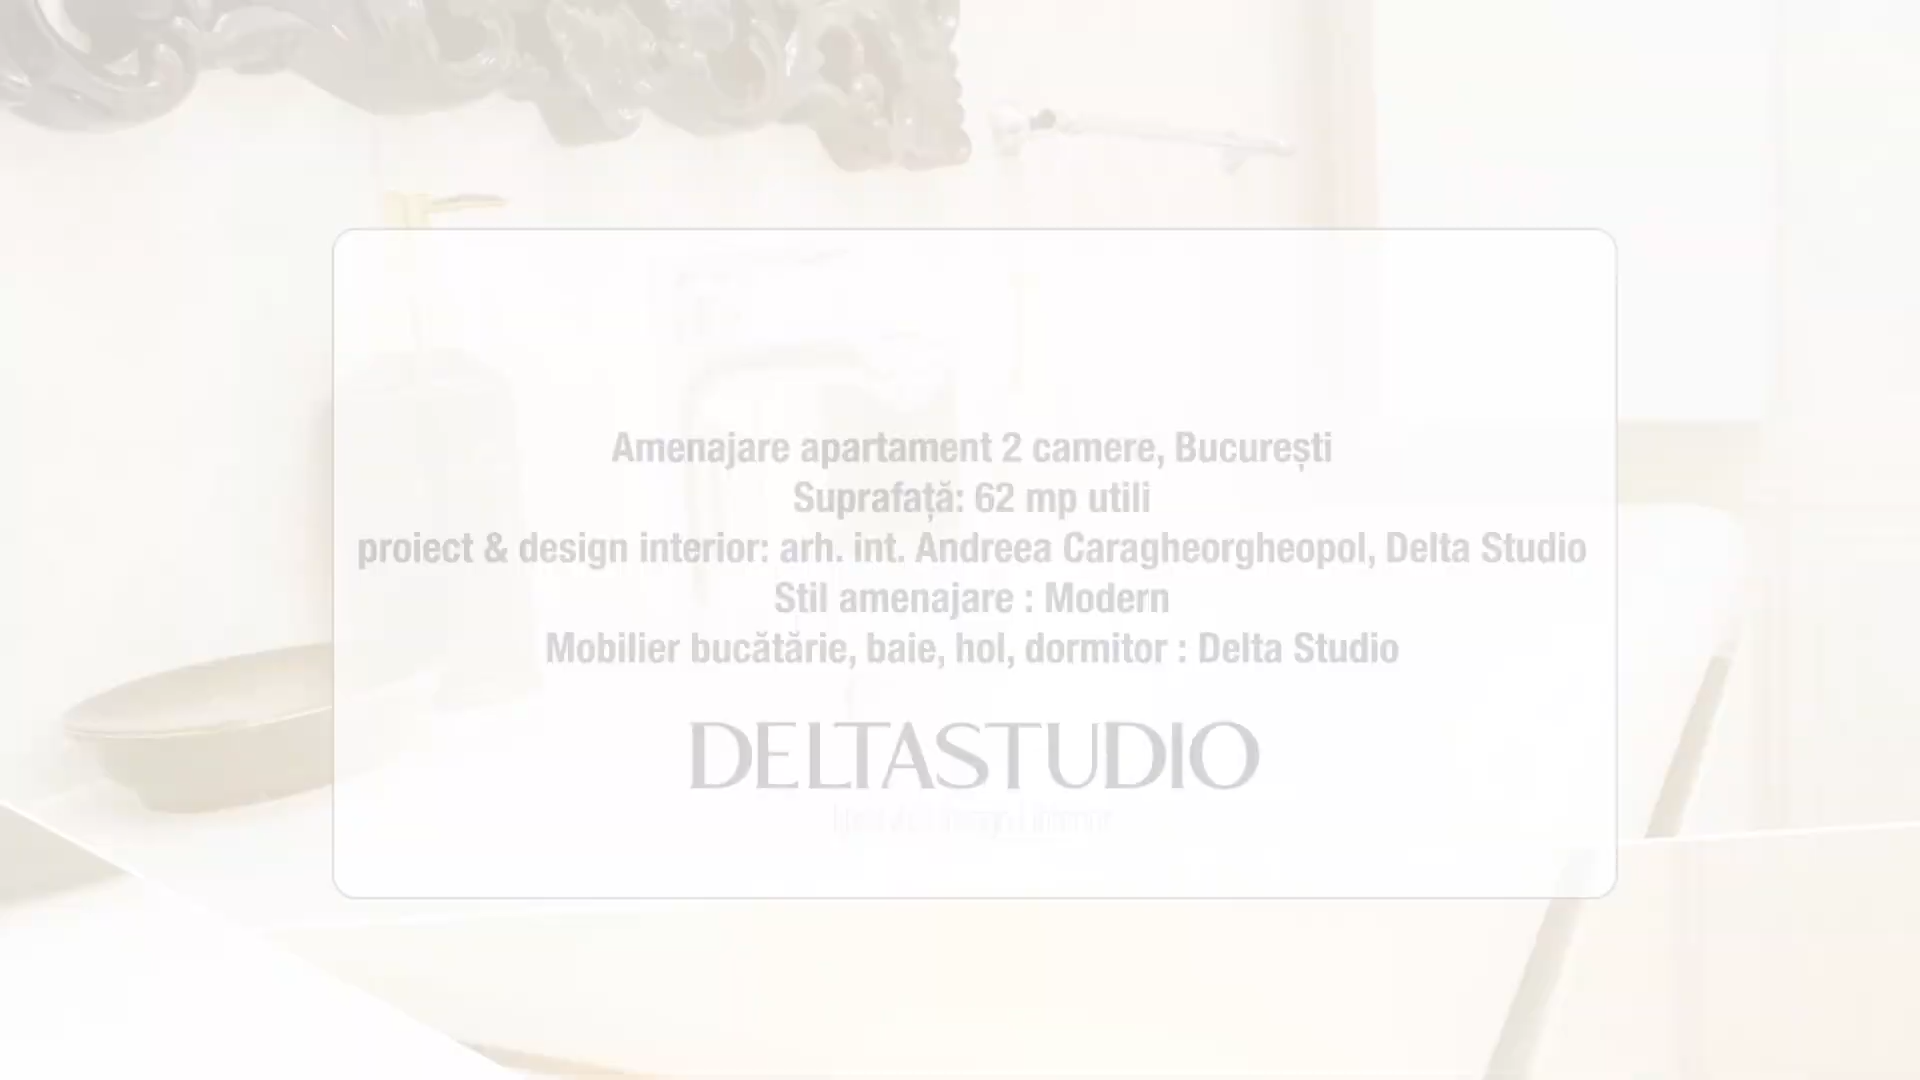 Amenajare apartament 2 camere, București
Suprafață: 62 mp utili
proiect & design interior: arh. int. Andreea Caragheorgheopol, Delta Studio
Stil amenajare : Modern
Mobilier bucătărie, baie, hol, dormitor : Delta Studio
DELTASTUDIO